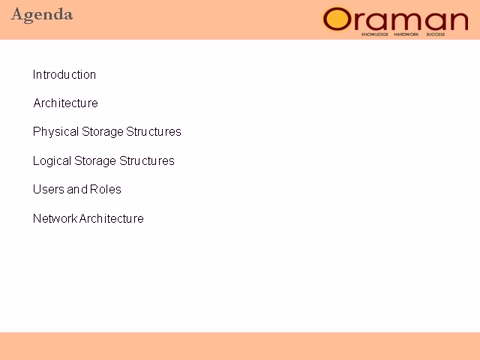 Agenda
Oraman
KNOWLEDGE HARDWORK SUCCESS
Introduction
Architecture
Physical Storage Structures
Logical Storage Structures
Users and Roles
Network Architecture